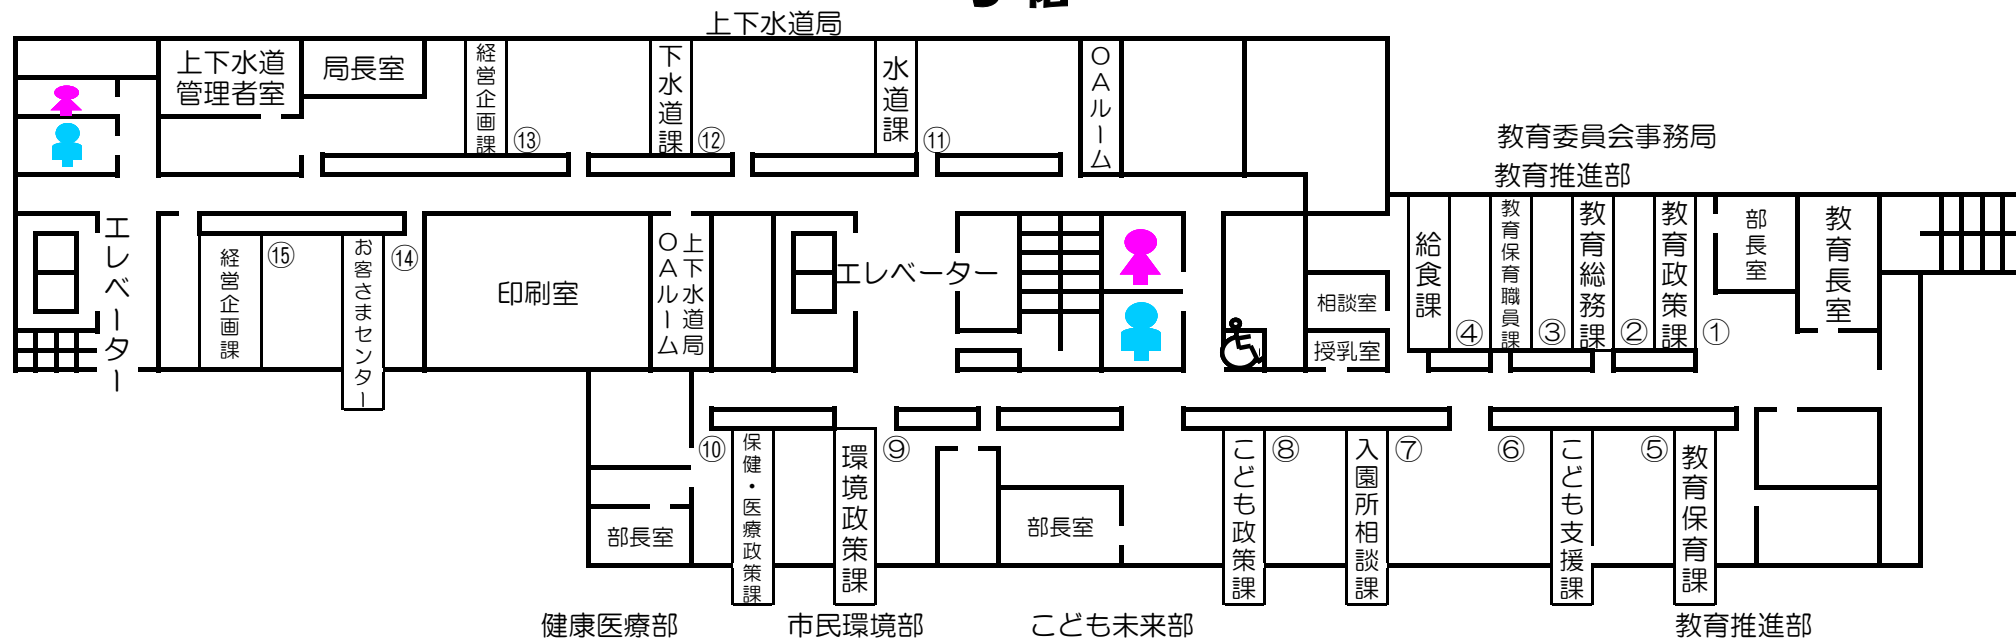 上下水道局
上下水道
管理者室
局長室
経営企画課
⑬
下水道課
⑫
水道課
⑪
OAルーム
教育委員会事務局
教育推進部
エレベーター
経営企画課
⑮
お客さまセンター
⑭
印刷室
上下水道局
OAルーム
エレベーター
相談室
授乳室
給食課
④
教育保育職員課
③
教育総務課
②
教育政策課
①
部長室
教育長室
部長室
⑩
保健・医療政策課
環境政策課
⑨
部長室
こども政策課
⑧
入園所相談課
⑦
⑥
こども支援課
⑤
教育保育課
健康医療部
市民環境部
こども未来部
教育推進部